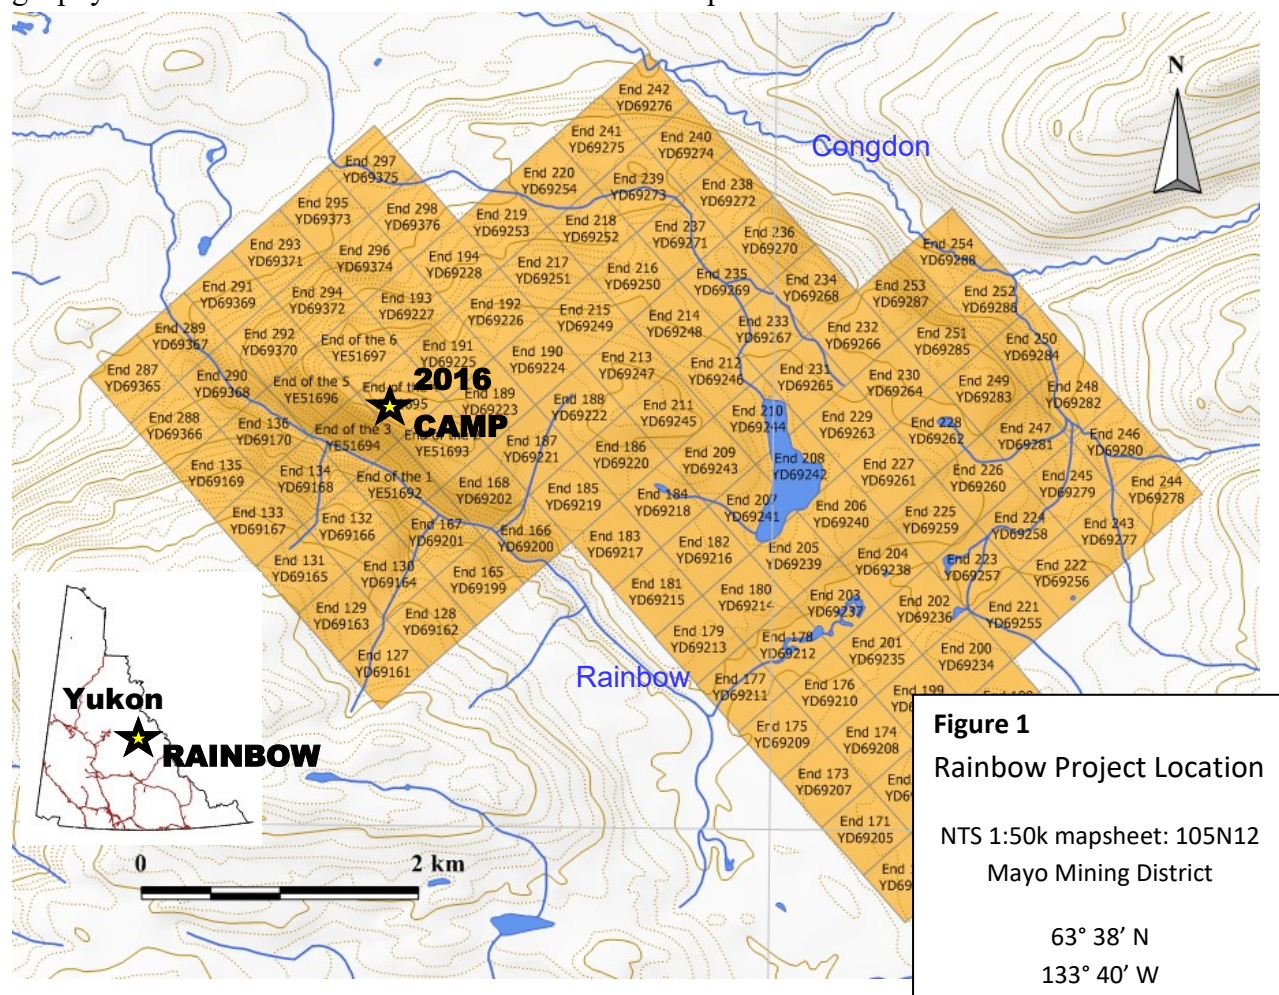 N
Congdon
End 242
YD69276
End 241
YD69275
End 240
YD69274
End 297
YD69375
End 220
YD69254
End 239
YD69273
End 238
YD69272
End 295
YD69373
End 298
YD69376
End 219
YD69253
End 218
YD69252
End 237
YD69271
End 236
YD69270
End 254
YD69288
End 293
YD69371
End 296
YD69374
End 194
YD69228
End 217
YD69251
End 216
YD69250
End 235
YD69269
End 234
YD69268
End 253
YD69287
End 252
YD69286
End 291
YD69369
End 294
YD69372
End 193
YD69227
End 192
YD69226
End 215
YD69249
End 214
YD69248
End 233
YD69267
End 232
YD69266
End 251
YD69285
End 250
YD69284
End 289
YD69367
End 292
YD69370
End of the 6
YE51697
End 191
YD69225
End 190
YD69224
End 213
YD69247
End 212
YD69246
End 231
YD69265
End 230
YD69264
End 249
YD69283
End 248
YD69282
End 287
YD69365
End 290
YD69368
End of the 5
YE51696
2016
CAMP
End 189
YD69223
End 188
YD69222
End 211
YD69245
End 210
YD69244
End 229
YD69263
End 228
YD69262
End 247
YD69281
End 246
YD69280
End 288
YD69366
End 136
YD69170
End of the 3
YE51694
YE51693
End 187
YD69221
End 186
YD69220
End 209
YD69243
End 208
YD69242
End 227
YD69261
End 226
YD69260
End 245
YD69279
End 244
YD69278
End 135
YD69169
End 134
YD69168
End of the 1
YE51692
End 168
YD69202
End 185
YD69219
End 184
YD69218
End 207
YD69241
End 206
YD69240
End 225
YD69259
End 224
YD69258
End 243
YD69277
End 133
YD69167
End 132
YD69166
End 167
YD69201
End 166
YD69200
End 183
YD69217
End 182
YD69216
End 205
YD69239
End 204
YD69238
End 223
YD69257
End 222
YD69256
End 131
YD69165
End 130
YD69164
End 165
YD69199
End 181
YD69215
End 180
YD69214
End 203
YD69237
End 202
YD69236
End 221
YD69255
End 129
YD69163
End 128
YD69162
End 179
YD69213
End 178
YD69212
End 201
YD69235
End 200
YD69234
End 127
YD69161
Rainbow
End 177
YD69211
End 176
YD69210
End 199
End 175
YD69209
End 174
YD69208
End 173
YD69207
End 171
YD69205
Yukon
RAINBOW
0 2 km
Figure 1
Rainbow Project Location
NTS 1:50k mapsheet: 105N12
Mayo Mining District
63° 38’ N
133° 40’ W